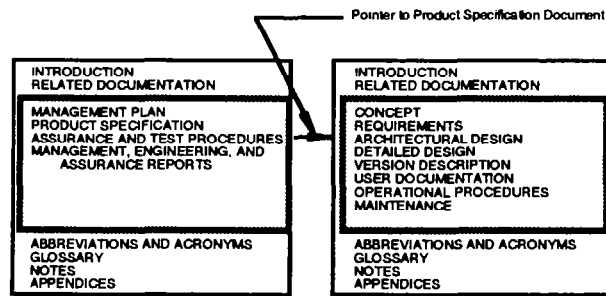 Pointer to Product Specification Document
INTRODUCTION
RELATED DOCUMENTATION
MANAGEMENT PLAN
PRODUCT SPECIFICATION
ASSURANCE AND TEST PROCEDURES
MANAGEMENT, ENGINEERING, AND
ASSURANCE REPORTS
ABBREVIATIONS AND ACRONYMS
GLOSSARY
NOTES
APPENDICES
INTRODUCTION
RELATED DOCUMENTATION
CONCEPT
REQUIREMENTS
ARCHITECTURAL DESIGN
DETAILED DESIGN
VERSION DESCRIPTION
USER DOCUMENTATION
OPERATIONAL PROCEDURES
MAINTENANCE
ABBREVIATIONS AND ACRONYMS
GLOSSARY
NOTES
APPENDICES